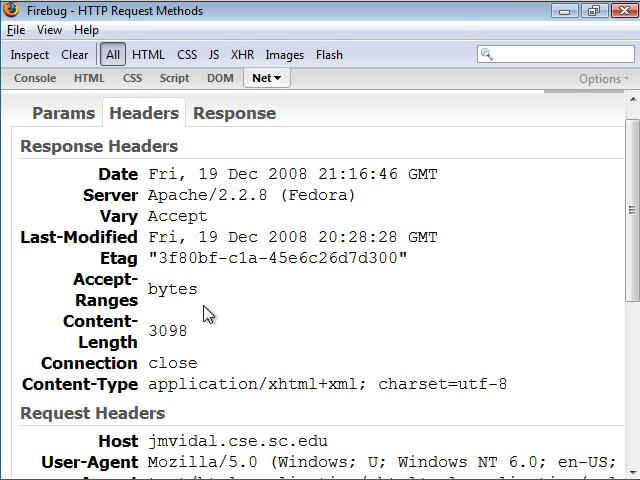 Firebug - HTTP Request Methods
File View Help
Inspect Clear All HTML CSS JS XHR Images Flash
Console HTML CSS Script DOM Net Options
Params Headers Response
Response Headers
Date Fri, 19 Dec 2008 21:16:46 GMT
Server Apache/2.2.8 (Fedora)
Vary Accept
Last-Modified Fri, 19 Dec 2008 20:28:28 GMT
Etag "3f80bf-c1a-45e6c26d7d300"
Accept-
Ranges bytes
Content-
Length 3098
Connection close
Content-Type application/xhtml+xml; charset=utf-8
Request Headers
Host jmvidal.cse.sc.edu
User-Agent Mozilla/5.0 (Windows; U; Windows NT 6.0; en-US;